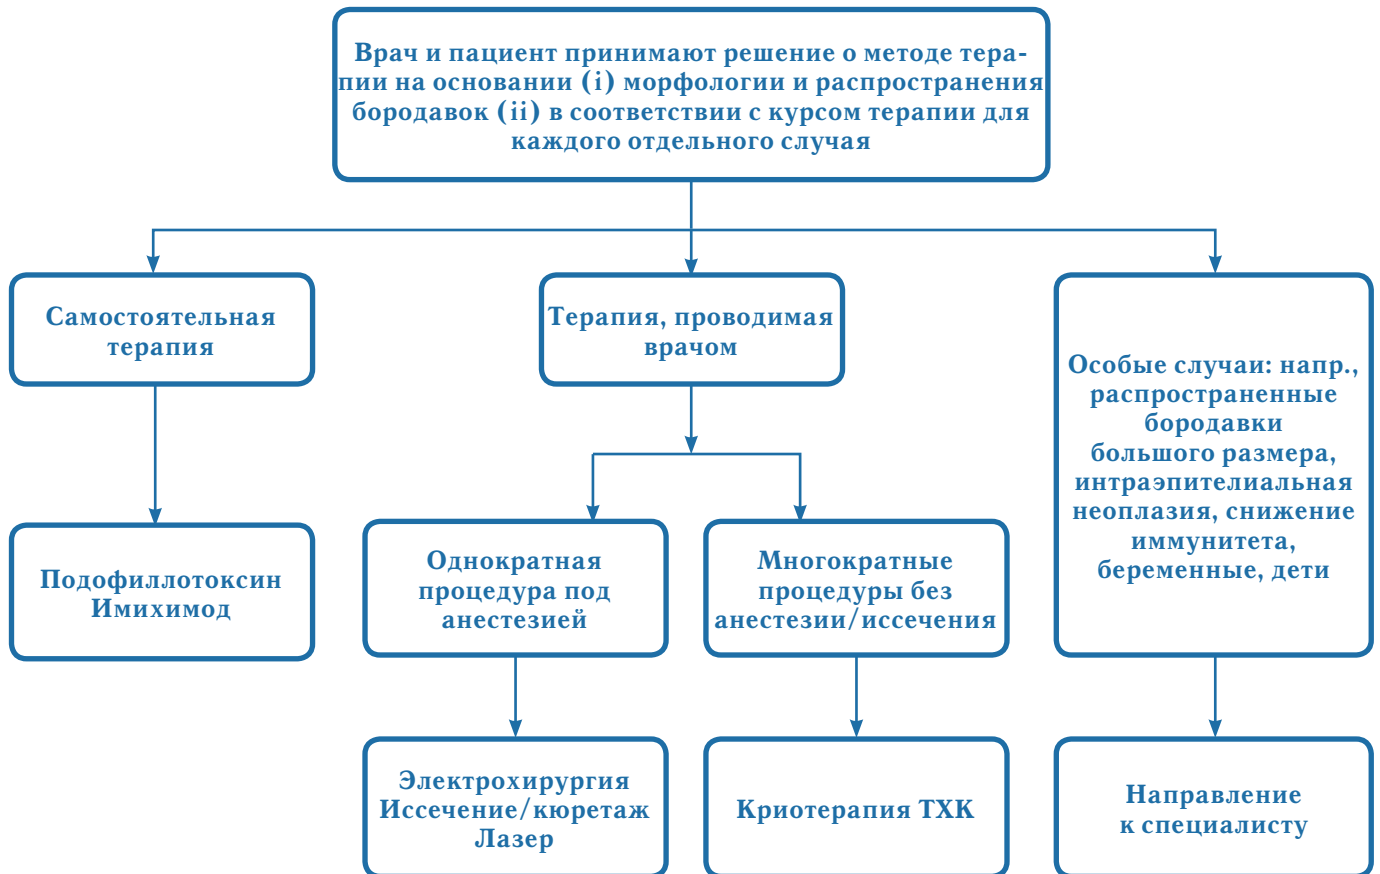 Врач и пациент принимают решение о методе тера-
пии на основании (i) морфологии и распространения
бородавок (ii) в соответствии с курсом терапии для
каждого отдельного случая
Самостоятельная
терапия
Терапия, проводимая
врачом
Особые случаи: напр.,
распространенные
бородавки
большого размера,
интраэпителиальная
неоплазия, снижение
иммунитета,
беременные, дети
Подофиллотоксин
Имихимод
Однократная
процедура под
анестезией
Многократные
процедуры без
анестезии/иссечения
Электрохирургия
Иссечение/кюретаж
Лазер
Криотерапия ТХК
Направление
к специалисту